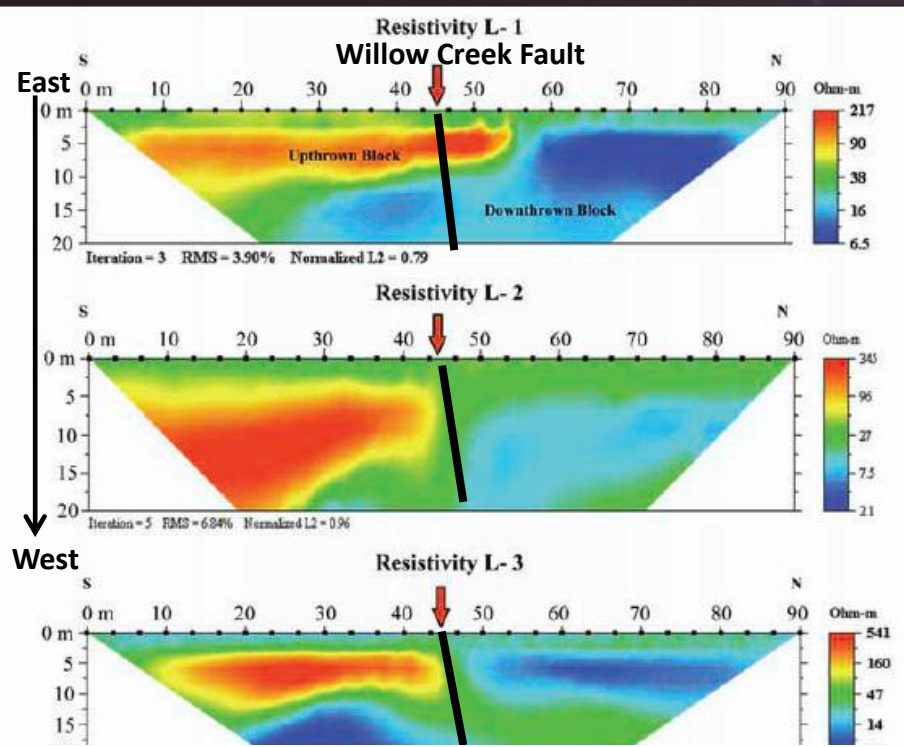 Resistivity L- 1
Willow Creek Fault
S N
East
0 m 10 20 30 40 50 60 70 80 90
Ohm-m
0 m
5
10
15
20
Upthrown Block
Downthrown Block
217
90
38
16
6.5
Iteration = 3 RMS = 3.90% Normalized L2 = 0.79
Resistivity L- 2
S N
0 m 10 20 30 40 50 60 70 80 90
Ohm-m
0 m
5
10
15
20
345
95
27
7.5
2.1
Iteration = 5 RMS = 6.84% Normalized L2 = 0.96
West
Resistivity L- 3
S N
0 m 10 20 30 40 50 60 70 80 90
Ohm-m
0 m
5
10
15
541
160
47
14